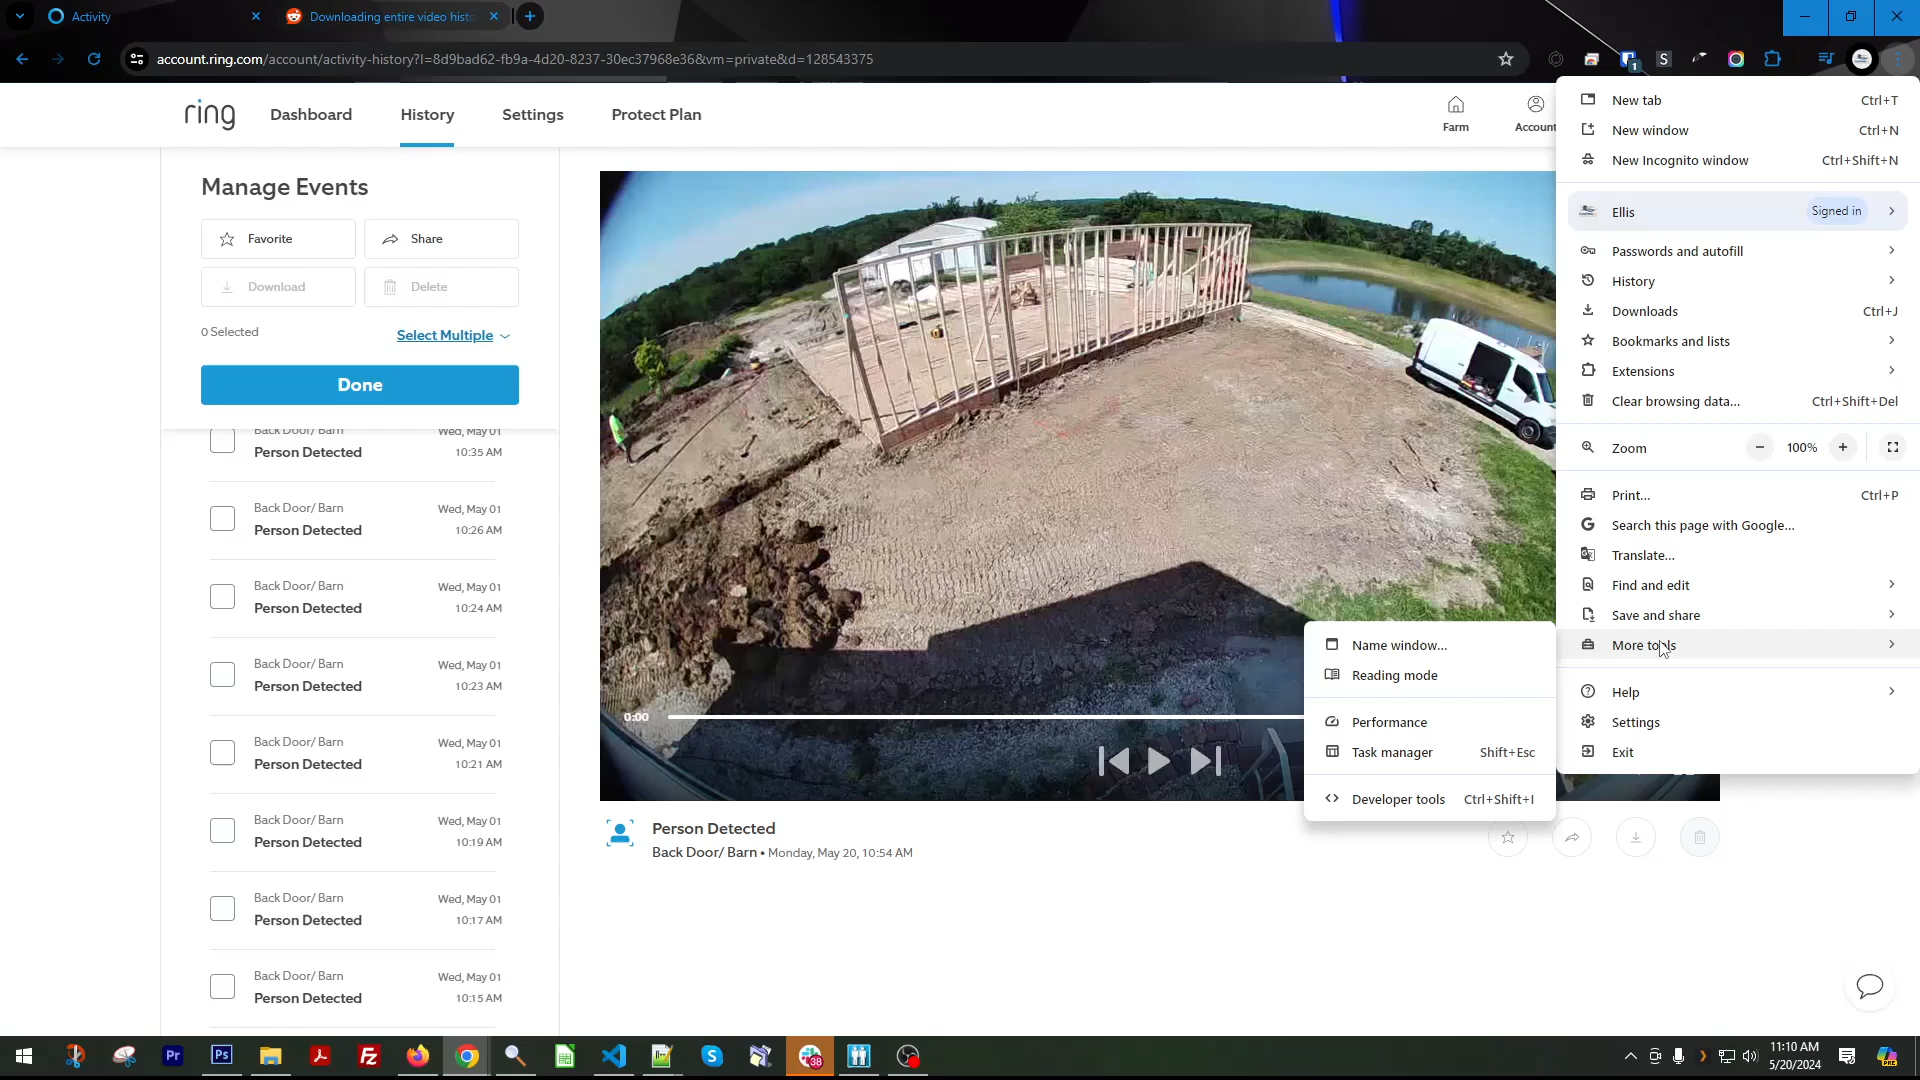 Activity
Downloading entire video histo
account.ring.com/account/activity-history?l=8d9bad62-fb9a-4d20-8237-30ec37968e36&vm=private&d=128543375
1
S
ring
Dashboard
History
Settings
Protect Plan
Farm
Account
Manage Events
Favorite
Share
Download
Delete
0 Selected
Select Multiple
Done
Back Door/ Barn
Wed, May 01
Person Detected
10:35 AM
Back Door/ Barn
Wed, May 01
Person Detected
10:26 AM
Back Door/ Barn
Wed, May 01
Person Detected
10:24 AM
Back Door/ Barn
Wed, May 01
Person Detected
10:23 AM
Back Door/ Barn
Wed, May 01
Person Detected
10:21 AM
Back Door/ Barn
Wed, May 01
Person Detected
10:19 AM
Back Door/ Barn
Wed, May 01
Person Detected
10:17 AM
Back Door/ Barn
Wed, May 01
Person Detected
10:15 AM
0:00
Person Detected
Back Door/ Barn • Monday, May 20, 10:54 AM
New tab Ctrl+T
New window Ctrl+N
New Incognito window Ctrl+Shift+N
Ellis Signed in
Passwords and autofill
History
Downloads Ctrl+J
Bookmarks and lists
Extensions
Clear browsing data... Ctrl+Shift+Del
Zoom 100%
Print... Ctrl+P
Search this page with Google...
Translate...
Find and edit
Save and share
More tools
Help
Settings
Exit
Name window...
Reading mode
Performance
Task manager Shift+Esc
Developer tools Ctrl+Shift+I
Pr
Ps
Fz
S
38
11:10 AM
5/20/2024
PRE